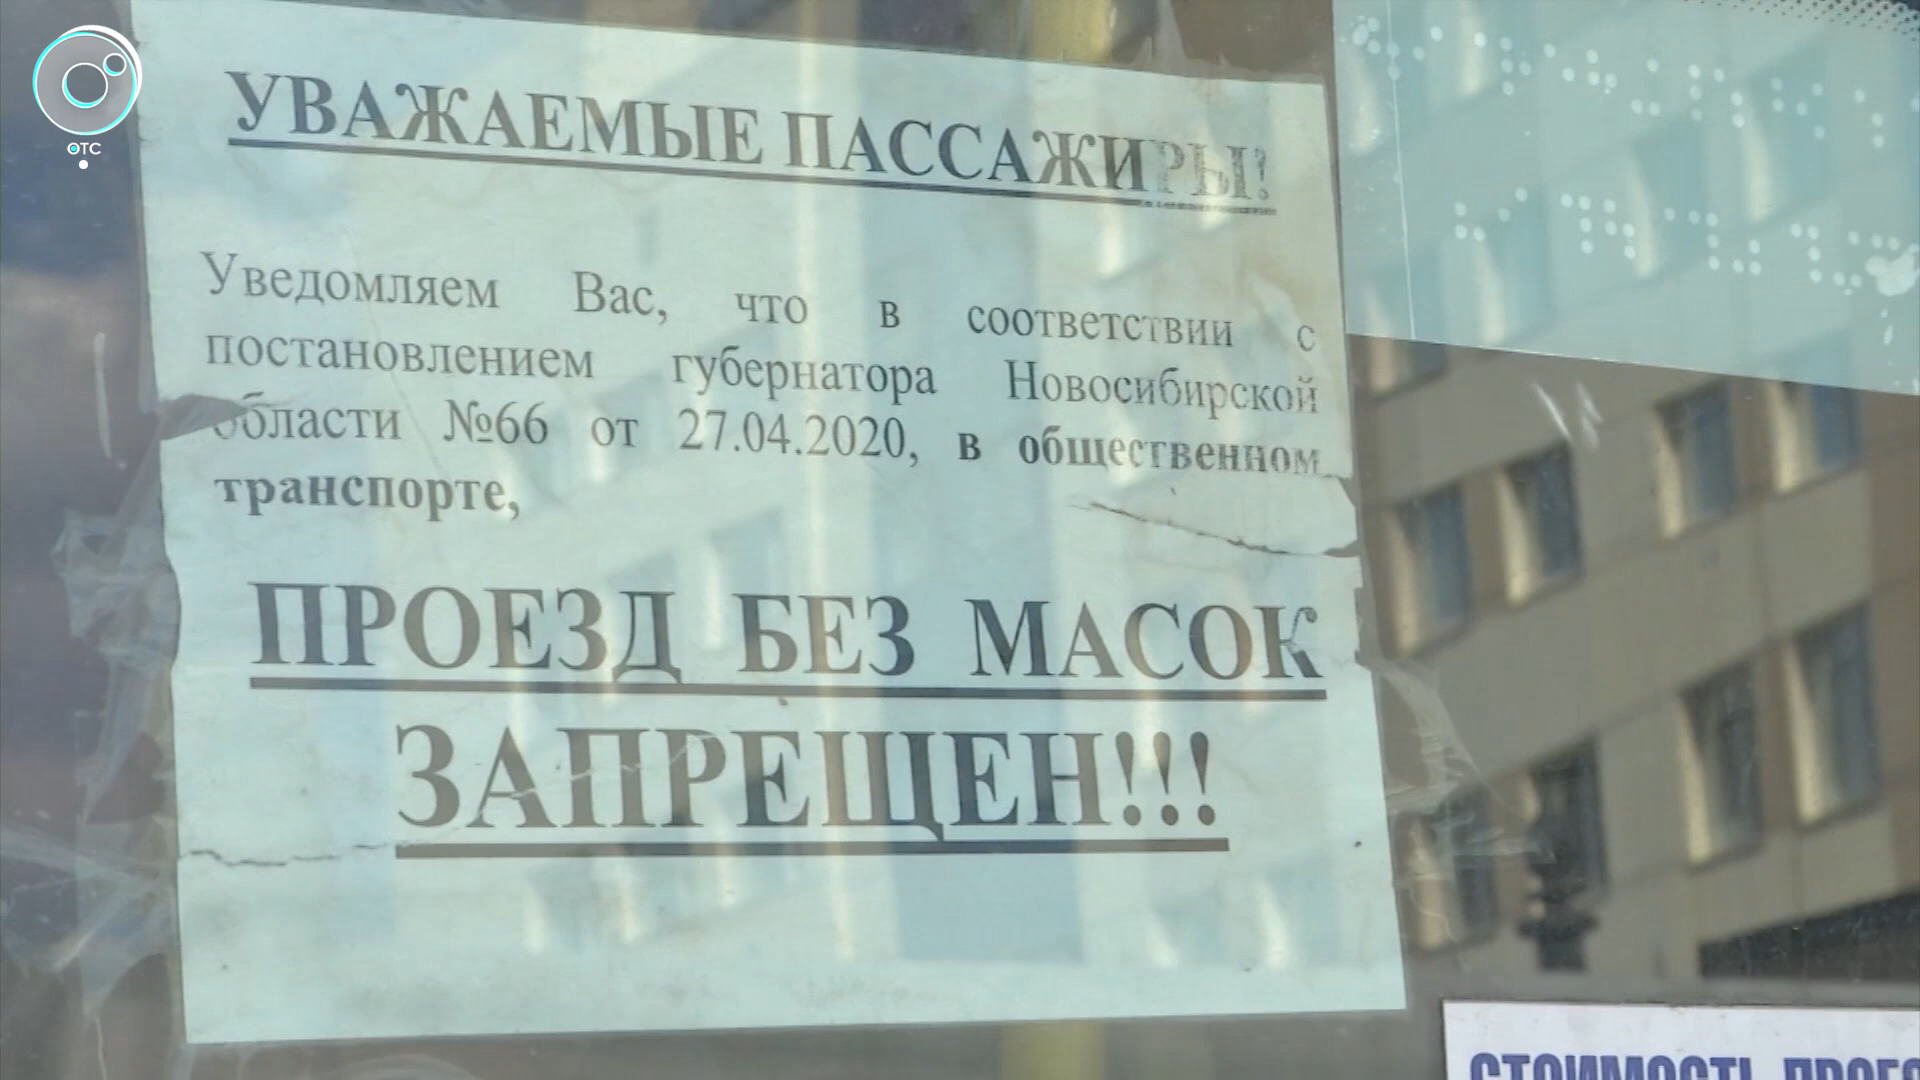 ОТС
УВАЖАЕМЫЕ ПАССАЖИРЫ!
Уведомляем Вас, что в соответствии с
постановлением губернатора Новосибирской
области №66 от 27.04.2020, в общественном
транспорте,
ПРОЕЗД БЕЗ МАСОК
ЗАПРЕЩЕН!!!
СТОИМОСТЬ